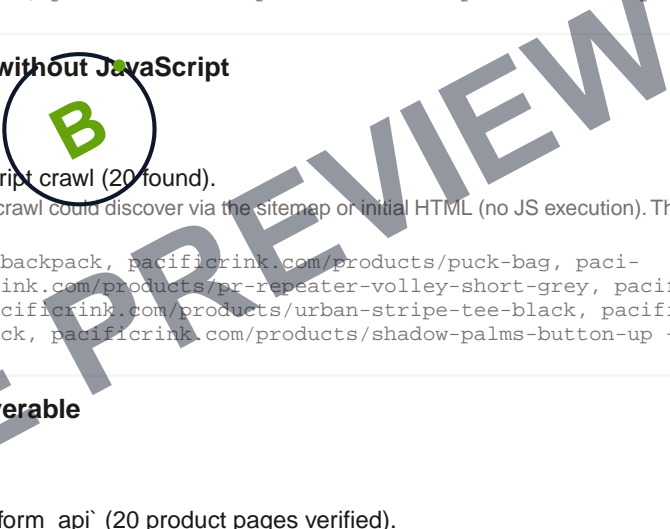 without JavaScript
B
ript crawl (20 found).
crawl could discover via the sitemap or initial HTML (no JS execution). Th
backpack, pacificrink.com/products/puck-bag, paci-
ink.com/products/pr-repeater-volley-short-grey, pacif
cificrink.com/products/urban-stripe-tee-black, pacifi
ck, pacificrink.com/products/shadow-palms-button-up
E PREVIEW
verable
form_api` (20 product pages verified).